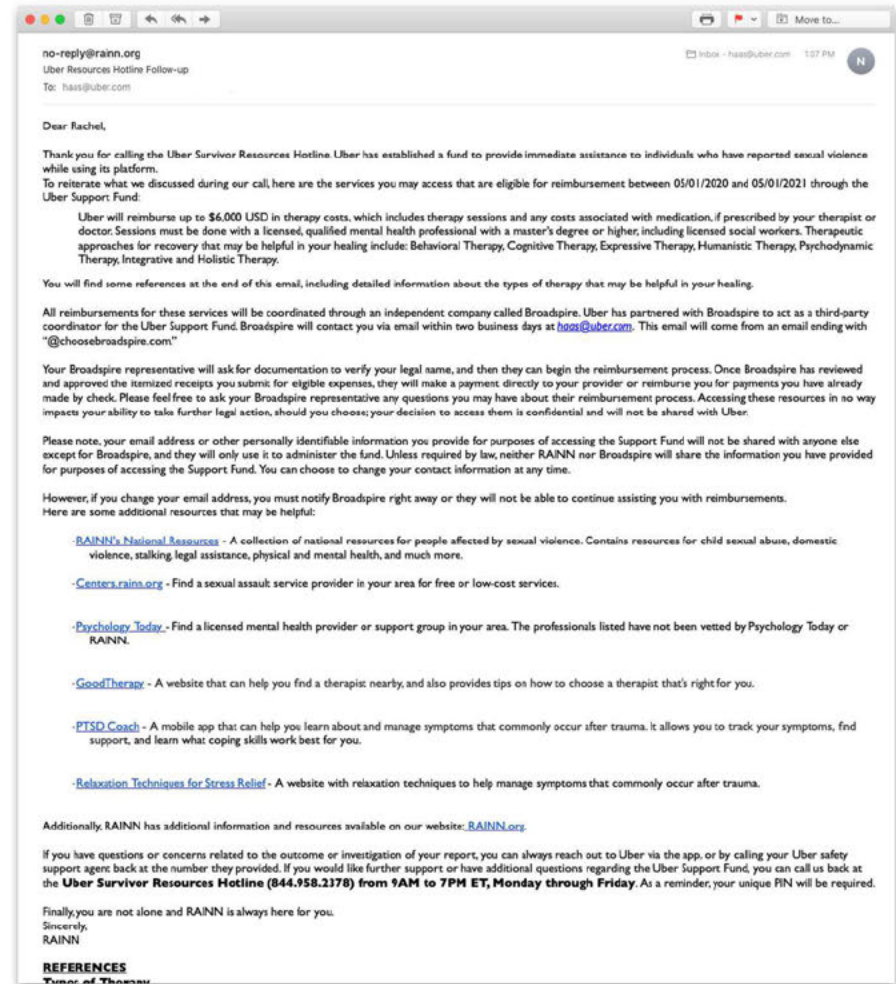 Move to...
no-reply@rainn.org
Inbox - haas@uber.com 1:07 PM
N
Uber Resources Hotline Follow-up
To: haas@uber.com
Dear Rachel,
Thank you for calling the Uber Survivor Resources Hotline. Uber has established a fund to provide immediate assistance to individuals who have reported sexual violence
while using its platform.
To reiterate what we discussed during our call, here are the services you may access that are eligible for reimbursement between 05/01/2020 and 05/01/2021 through the
Uber Support Fund:
Uber will reimburse up to $6,000 USD in therapy costs, which includes therapy sessions and any costs associated with medication, if prescribed by your therapist or
doctor. Sessions must be done with a licensed, qualified mental health professional with a master's degree or higher, including licensed social workers. Therapeutic
approaches for recovery that may be helpful in your healing include: Behavioral Therapy, Cognitive Therapy, Expressive Therapy, Humanistic Therapy, Psychodynamic
Therapy, Integrative and Holistic Therapy.
You will find some references at the end of this email, including detailed information about the types of therapy that may be helpful in your healing.
All reimbursements for these services will be coordinated through an independent company called Broadspire. Uber has partnered with Broadspire to act as a third-party
coordinator for the Uber Support Fund. Broadspire will contact you via email within two business days at haas@uber.com. This email will come from an email ending with
"@choosebroadspire.com"
Your Broadspire representative will ask for documentation to verify your legal name, and then they can begin the reimbursement process. Once Broadspire has reviewed
and approved the itemized receipts you submit for eligible expenses, they will make a payment directly to your provider or reimburse you for payments you have already
made by check. Please feel free to ask your Broadspire representative any questions you may have about their reimbursement process. Accessing these resources in no way
impacts your ability to take further legal action, should you choose; your decision to access them is confidential and will not be shared with Uber.
Please note, your email address or other personally identifiable information you provide for purposes of accessing the Support Fund will not be shared with anyone else
except for Broadspire, and they will only use it to administer the fund. Unless required by law, neither RAINN nor Broadspire will share the information you have provided
for purposes of accessing the Support Fund. You can choose to change your contact information at any time.
However, if you change your email address, you must notify Broadspire right away or they will not be able to continue assisting you with reimbursements.
Here are some additional resources that may be helpful:
-RAINN's National Resources - A collection of national resources for people affected by sexual violence. Contains resources for child sexual abuse, domestic
violence, stalking, legal assistance, physical and mental health, and much more.
-Centers.rainn.org - Find a sexual assault service provider in your area for free or low-cost services.
-Psychology Today - Find a licensed mental health provider or support group in your area. The professionals listed have not been vetted by Psychology Today or
RAINN.
-GoodTherapy - A website that can help you find a therapist nearby, and also provides tips on how to choose a therapist that's right for you.
-PTSD Coach - A mobile app that can help you learn about and manage symptoms that commonly occur after trauma. It allows you to track your symptoms, find
support, and learn what coping skills work best for you.
-Relaxation Techniques for Stress Relief - A website with relaxation techniques to help manage symptoms that commonly occur after trauma.
Additionally, RAINN has additional information and resources available on our website: RAINN.org.
If you have questions or concerns related to the outcome or investigation of your report, you can always reach out to Uber via the app, or by caling your Uber safety
support agent back at the number they provided. If you would like further support or have additional questions regarding the Uber Support Fund, you can call us back at
the Uber Survivor Resources Hotline (844.958.2378) from 9AM to 7PM ET, Monday through Friday. As a reminder, your unique PIN will be required.
Finally, you are not alone and RAINN is always here for you.
Sincerely,
RAINN
REFERENCES
Types of Therapy